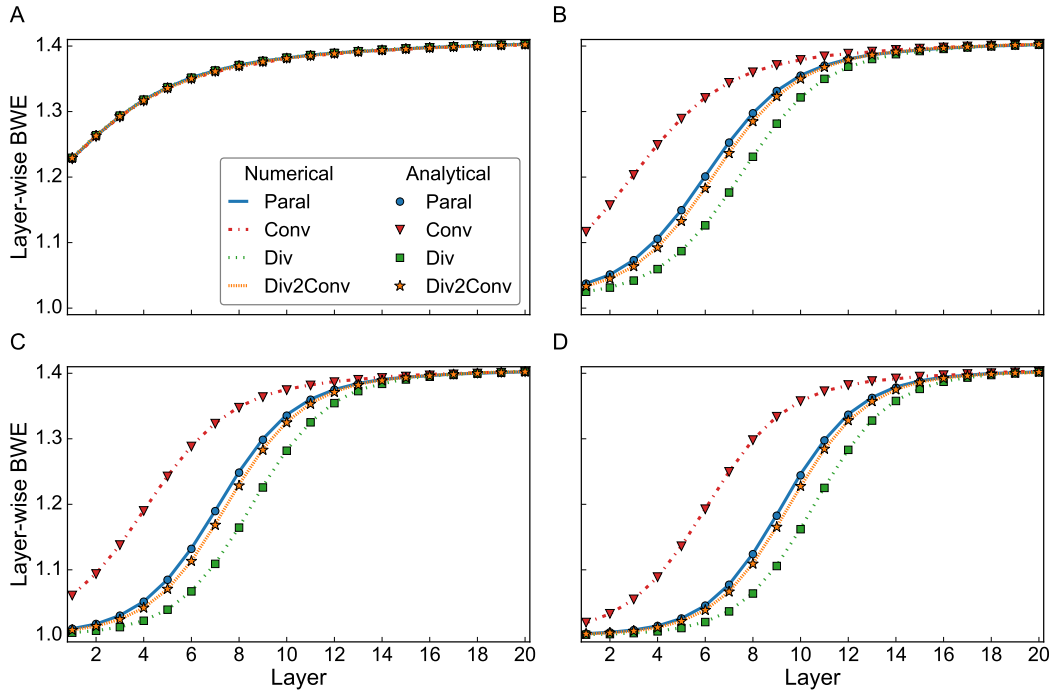 A
B
1.4
1.3
1.2
1.1
1.0
Layer-wise BWE
Numerical Analytical
Paral Paral
Conv Conv
Div Div
Div2Conv Div2Conv
C
D
1.4
1.3
1.2
1.1
1.0
Layer-wise BWE
2 4 6 8 10 12 14 16 18 20
2 4 6 8 10 12 14 16 18 20
Layer
Layer